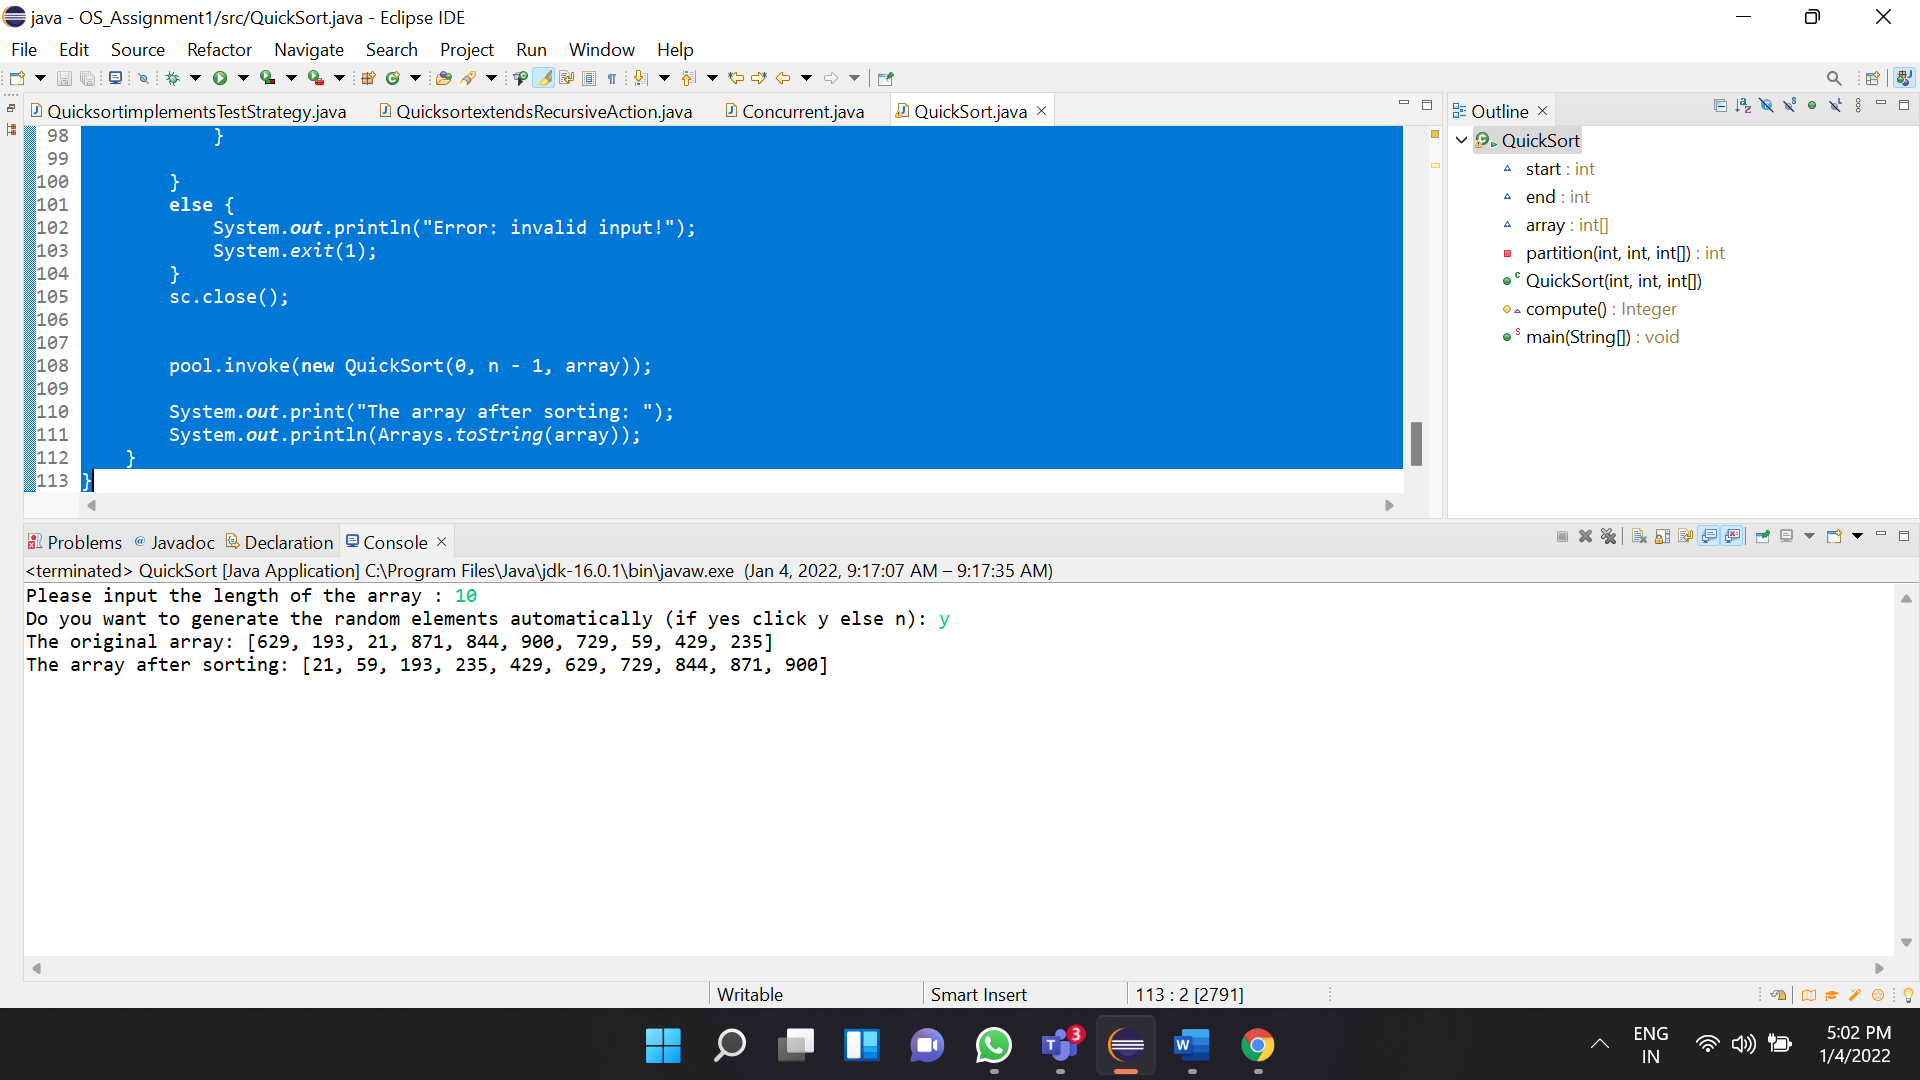 java - OS_Assignment1/src/QuickSort.java - Eclipse IDE
File Edit Source Refactor Navigate Search Project Run Window Help
QuicksortimplementsTestStrategy.java QuicksortextendsRecursiveAction.java Concurrent.java QuickSort.java
98 }
99
100 }
101 else {
102 System.out.println("Error: invalid input!");
103 System.exit(1);
104 }
105 sc.close();
106
107
108 pool.invoke(new QuickSort(0, n - 1, array));
109
110 System.out.print("The array after sorting: ");
111 System.out.println(Arrays.toString(array));
112 }
113 }
Outline
QuickSort
start : int
end : int
array : int[]
partition(int, int, int[]) : int
QuickSort(int, int, int[])
compute() : Integer
main(String[]) : void
Problems @ Javadoc Declaration Console
<terminated> QuickSort [Java Application] C:\Program Files\Java\jdk-16.0.1\bin\javaw.exe (Jan 4, 2022, 9:17:07 AM – 9:17:35 AM)
Please input the length of the array : 10
Do you want to generate the random elements automatically (if yes click y else n): y
The original array: [629, 193, 21, 871, 844, 900, 729, 59, 429, 235]
The array after sorting: [21, 59, 193, 235, 429, 629, 729, 844, 871, 900]
Writable Smart Insert 113 : 2 [2791]
3
ENG
IN
5:02 PM
1/4/2022